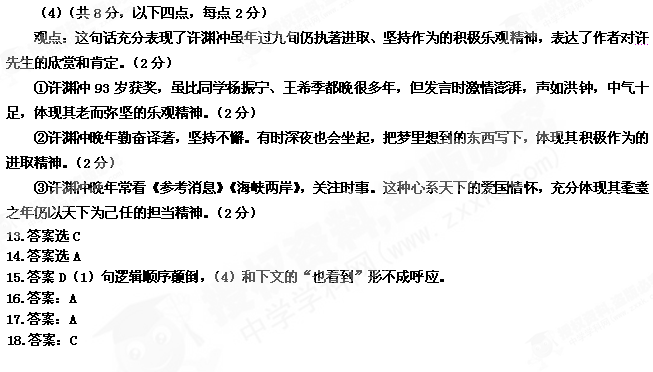 （4）（共 8 分，以下四点，每点 2 分）
观点：这句话充分表现了许渊冲虽年过九旬仍执著进取、坚持作为的积极乐观精神，表达了作者对许
先生的欣赏和肯定。（2 分）
①许渊冲 93 岁获奖，虽比同学杨振宁、王希季都晚很多年，但发言时激情澎湃，声如洪钟，中气十
足，体现其老而弥坚的乐观精神。（2 分）
②许渊冲晚年勤奋译著，坚持不懈。有时深夜也会坐起，把梦里想到的东西写下，体现其积极作为的
进取精神。（2 分）
③许渊冲晚年常看《参考消息》《海峡两岸》，关注时事。这种心系天下的爱国情怀，充分体现其耄耋
之年仍以天下为己任的担当精神。（2 分）
13.答案选 C
14.答案选 A
15.答案 D（1）句逻辑顺序颠倒，（4）和下文的“也看到”形不成呼应。
16.答案：A
17.答案：A
18.答案：C